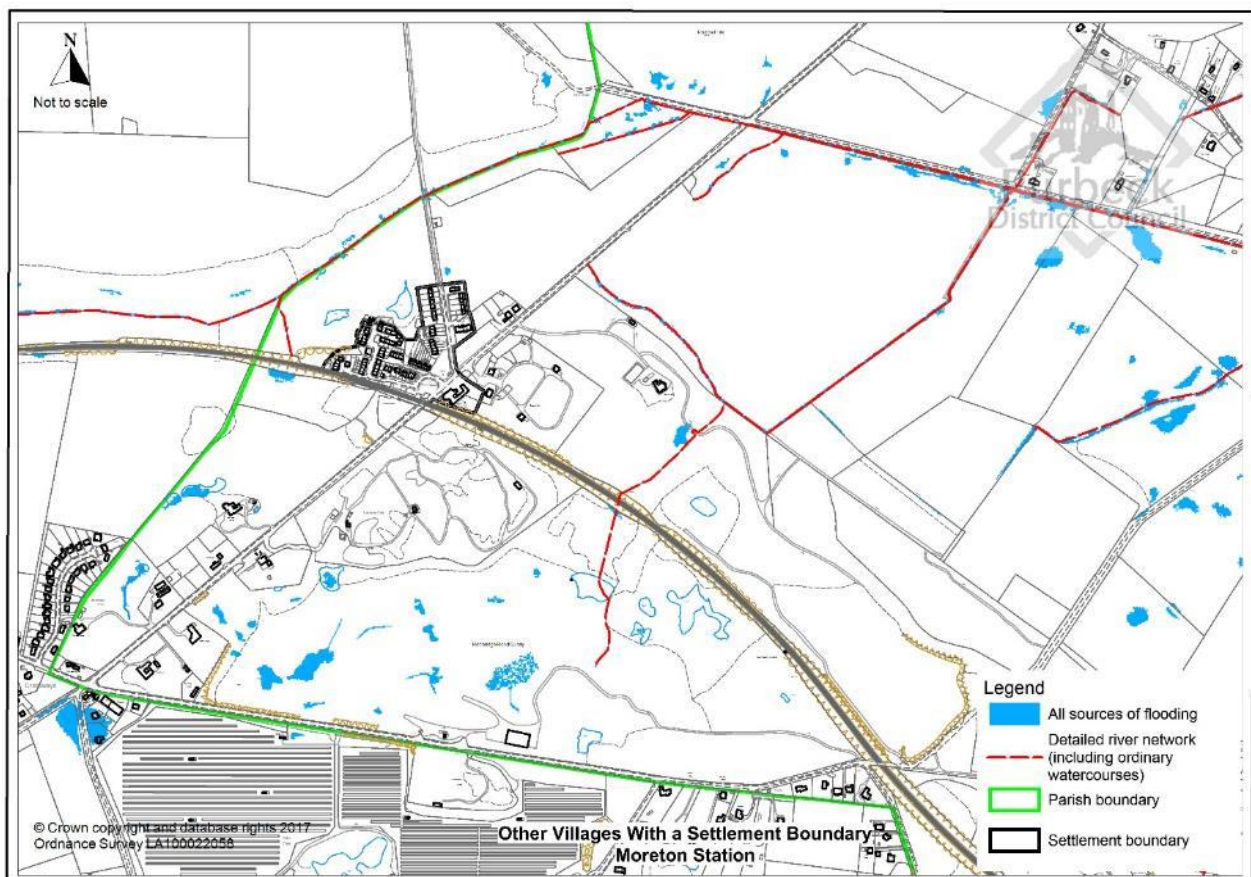 N
Not to scale
Purbeck
District Council
Crossways
Legend
All sources of flooding
Detailed river network
(including ordinary
watercourses)
Parish boundary
Settlement boundary
© Crown copyright and database rights 2017
Ordnance Survey LA100022058
Other Villages With a Settlement Boundary
Moreton Station